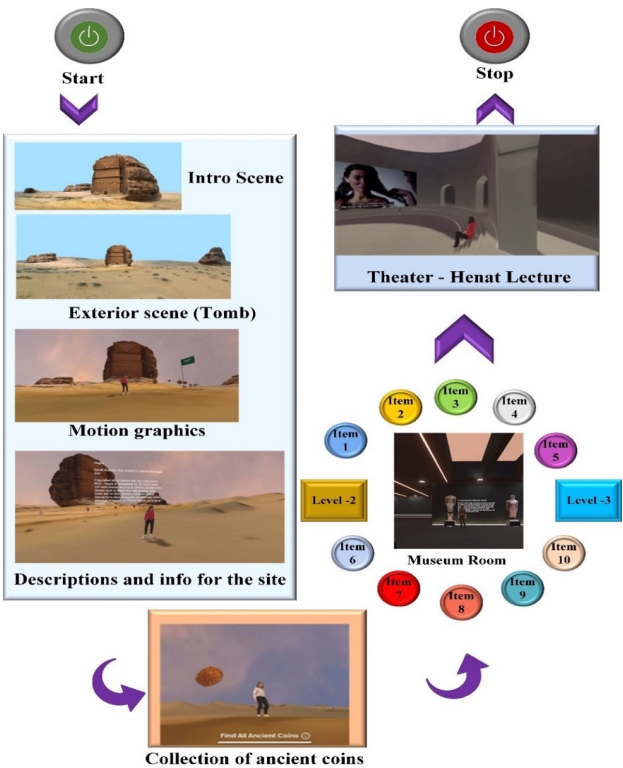 Start
Stop
Intro Scene
Exterior scene (Tomb)
Motion graphics
Descriptions and info for the site
Find All Ancient Coins
Collection of ancient coins
Theater - Henat Lecture
Item
1
Item
2
Item
3
Item
4
Item
5
Level -2
Level -3
Museum Room
Item
6
Item
7
Item
8
Item
9
Item
10